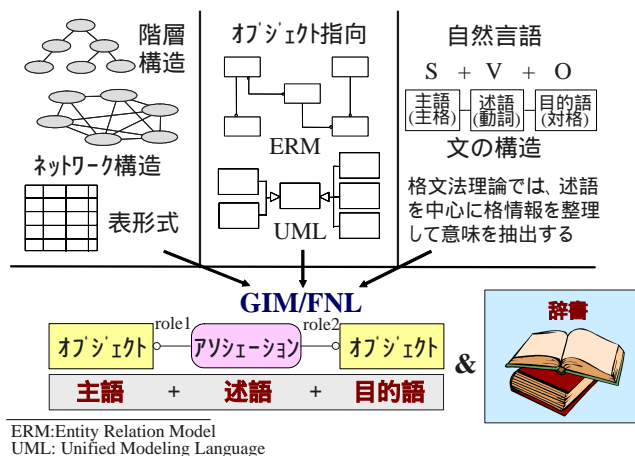 階層
構造
ネットワーク構造
表形式
オブジェクト指向
ERM
UML
自然言語
S + V + O
主語
(主格)
述語
(動詞)
目的語
(対格)
文の構造
格文法理論では、述語
を中心に格情報を整理
して意味を抽出する
GIM/FNL
role1 role2
オブジェクト アソシェーション オブジェクト
主語 + 述語 + 目的語
&
辞書
ERM:Entity Relation Model
UML: Unified Modeling Language